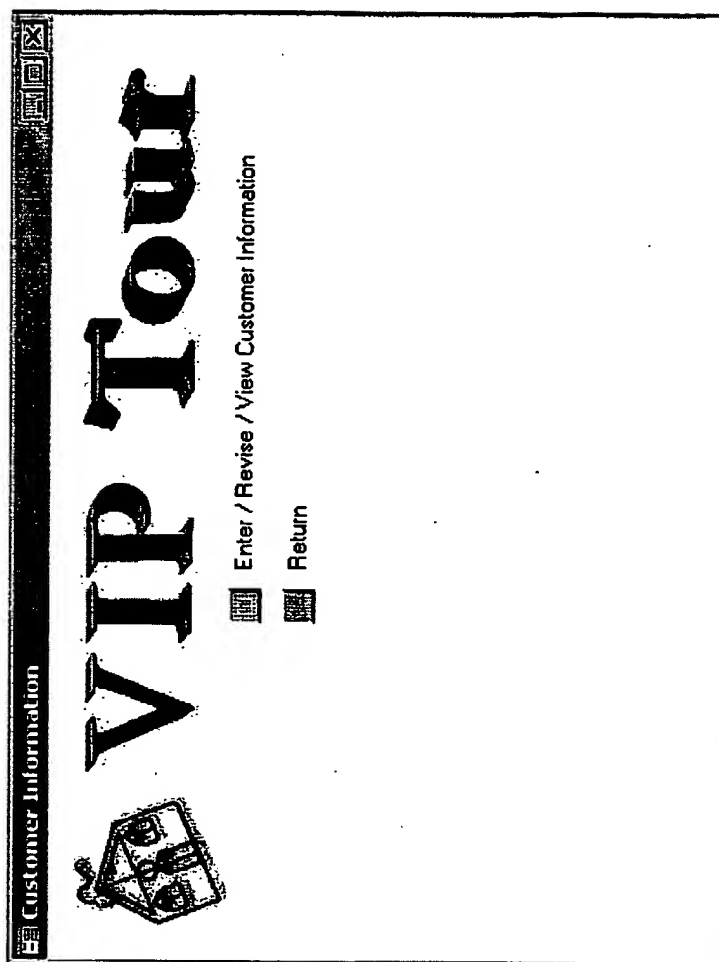 Customer Information
VIP Tour
Enter / Revise / View Customer Information
Return